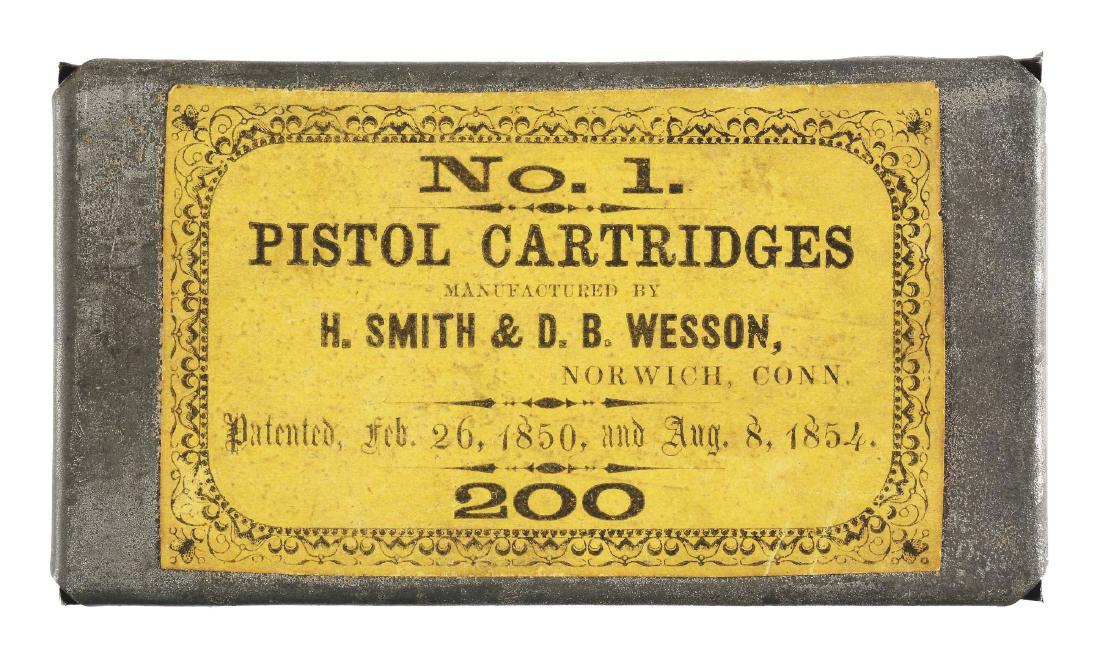 No. 1.
PISTOL CARTRIDGES
MANUFACTURED BY
H. SMITH & D. B. WESSON,
NORWICH, CONN.
Patented, Feb. 26, 1850, and Aug. 8, 1854.
200